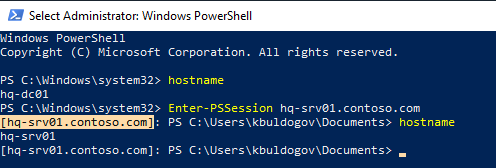 Select Administrator: Windows PowerShell
Windows PowerShell
Copyright (C) Microsoft Corporation. All rights reserved.
PS C:\Windows\system32> hostname
hq-dc01
PS C:\Windows\system32> Enter-PSSession hq-srv01.contoso.com
[hq-srv01.contoso.com]: PS C:\Users\kbuldogov\Documents> hostname
hq-srv01
[hq-srv01.contoso.com]: PS C:\Users\kbuldogov\Documents> _